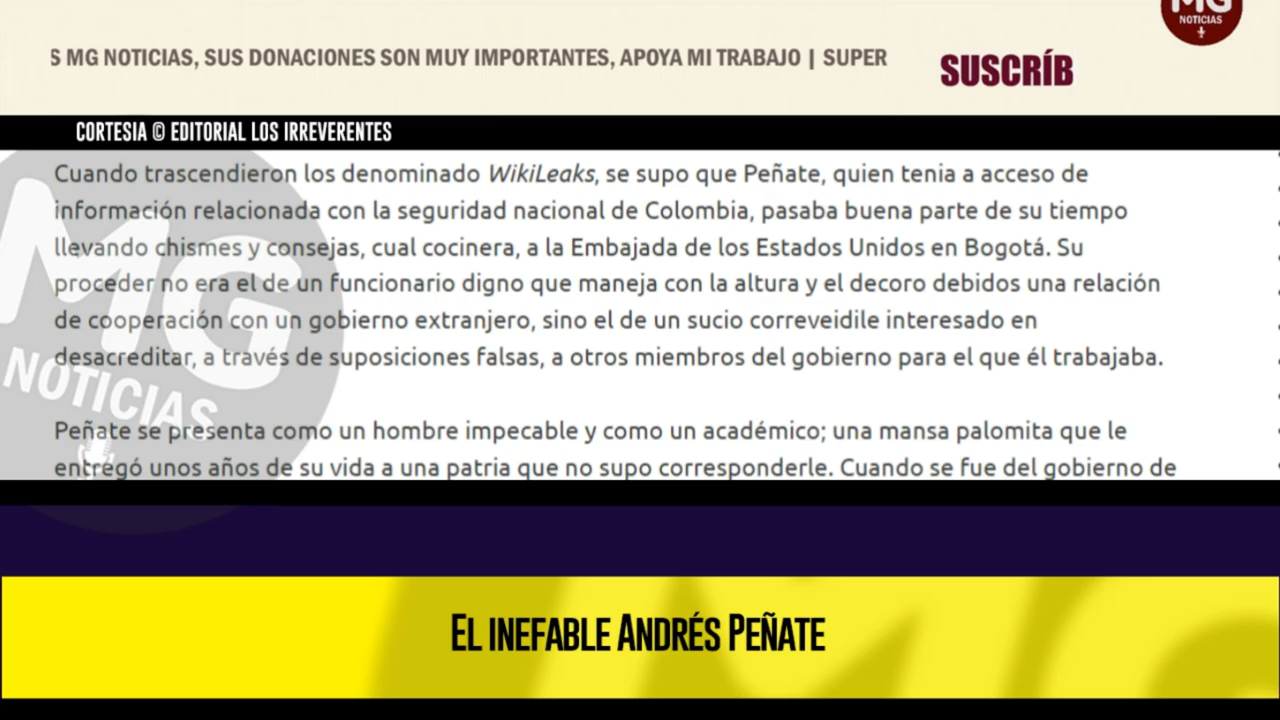 MG
NOTICIAS
S MG NOTICIAS, SUS DONACIONES SON MUY IMPORTANTES, APOYA MI TRABAJO | SUPER
SUSCRÍB
CORTESIA © EDITORIAL LOS IRREVERENTES
Cuando trascendieron los denominado WikiLeaks, se supo que Peñate, quien tenia a acceso de
información relacionada con la seguridad nacional de Colombia, pasaba buena parte de su tiempo
llevando chismes y consejas, cual cocinera, a la Embajada de los Estados Unidos en Bogotá. Su
proceder no era el de un funcionario digno que maneja con la altura y el decoro debidos una relación
de cooperación con un gobierno extranjero, sino el de un sucio correveidile interesado en
desacreditar, a través de suposiciones falsas, a otros miembros del gobierno para el que él trabajaba.
Peñate se presenta como un hombre impecable y como un académico; una mansa palomita que le
entregó unos años de su vida a una patria que no supo corresponderle. Cuando se fue del gobierno de
MG
NOTICIAS
EL INEFABLE ANDRÉS PEÑATE